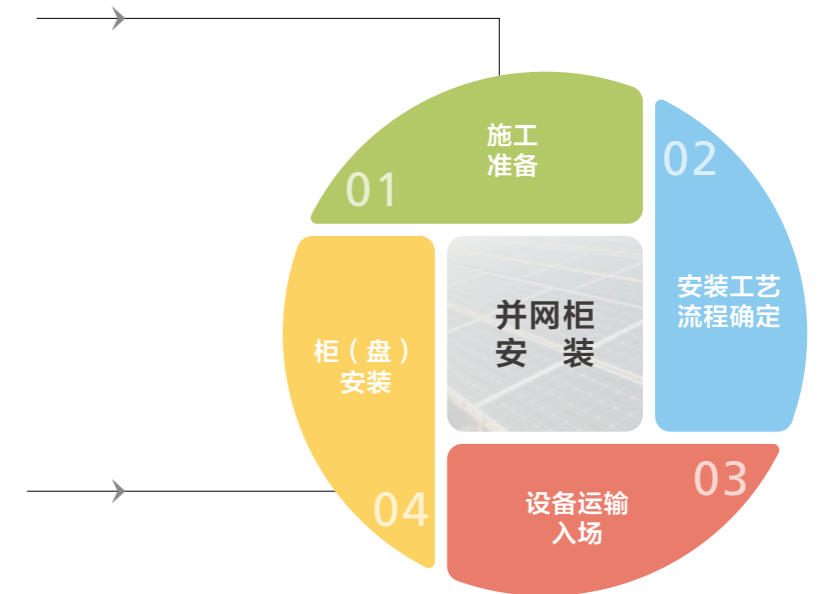 01
施工
准备
02
安装工艺
流程确定
03
设备运输
入场
04
柜（盘）
安装
并网柜
安　装